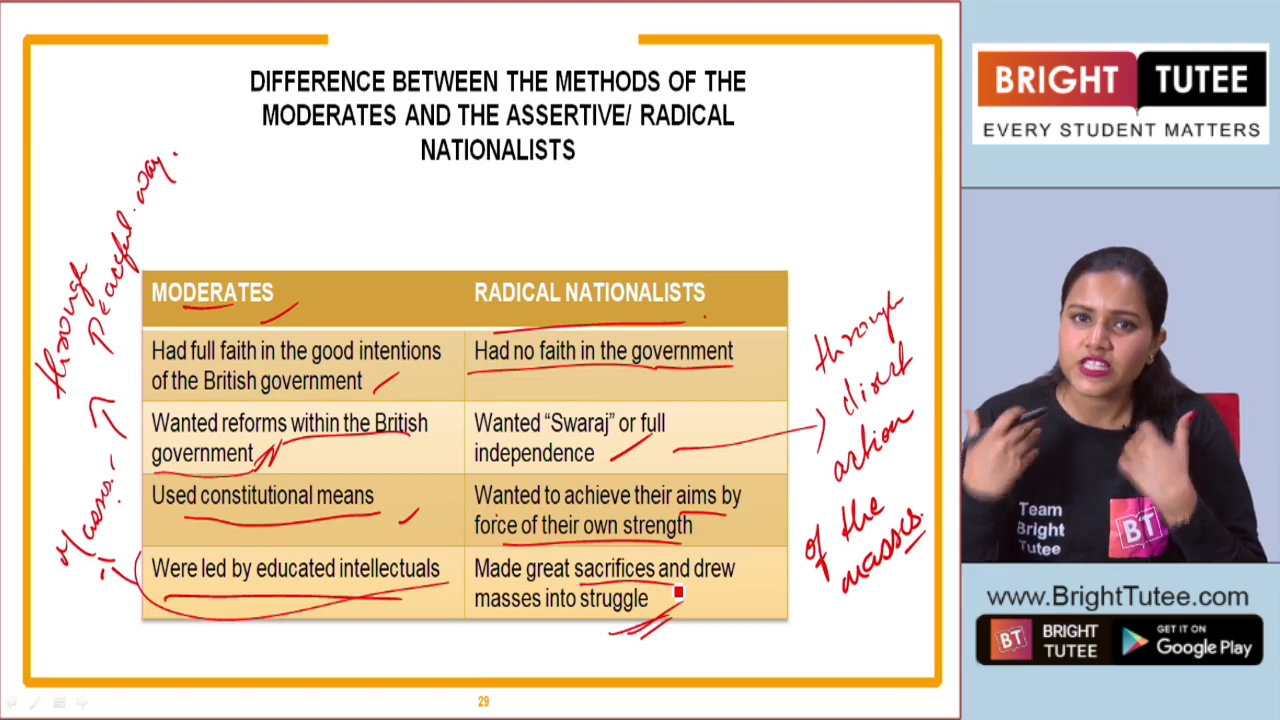 DIFFERENCE BETWEEN THE METHODS OF THE
MODERATES AND THE ASSERTIVE/ RADICAL
NATIONALISTS
MODERATES
RADICAL NATIONALISTS
Had full faith in the good intentions
of the British government
Had no faith in the government
Wanted reforms within the British
government
Wanted “Swaraj” or full
independence
Used constitutional means
Wanted to achieve their aims by
force of their own strength
Were led by educated intellectuals
Made great sacrifices and drew
masses into struggle
through
peaceful way.
Masses
through
direct
action
of the
masses.
29
BRIGHT TUTEE
EVERY STUDENT MATTERS
Team
Bright
Tutee
BT
www.BrightTutee.com
BT
BRIGHT
TUTEE
GET IT ON
Google Play